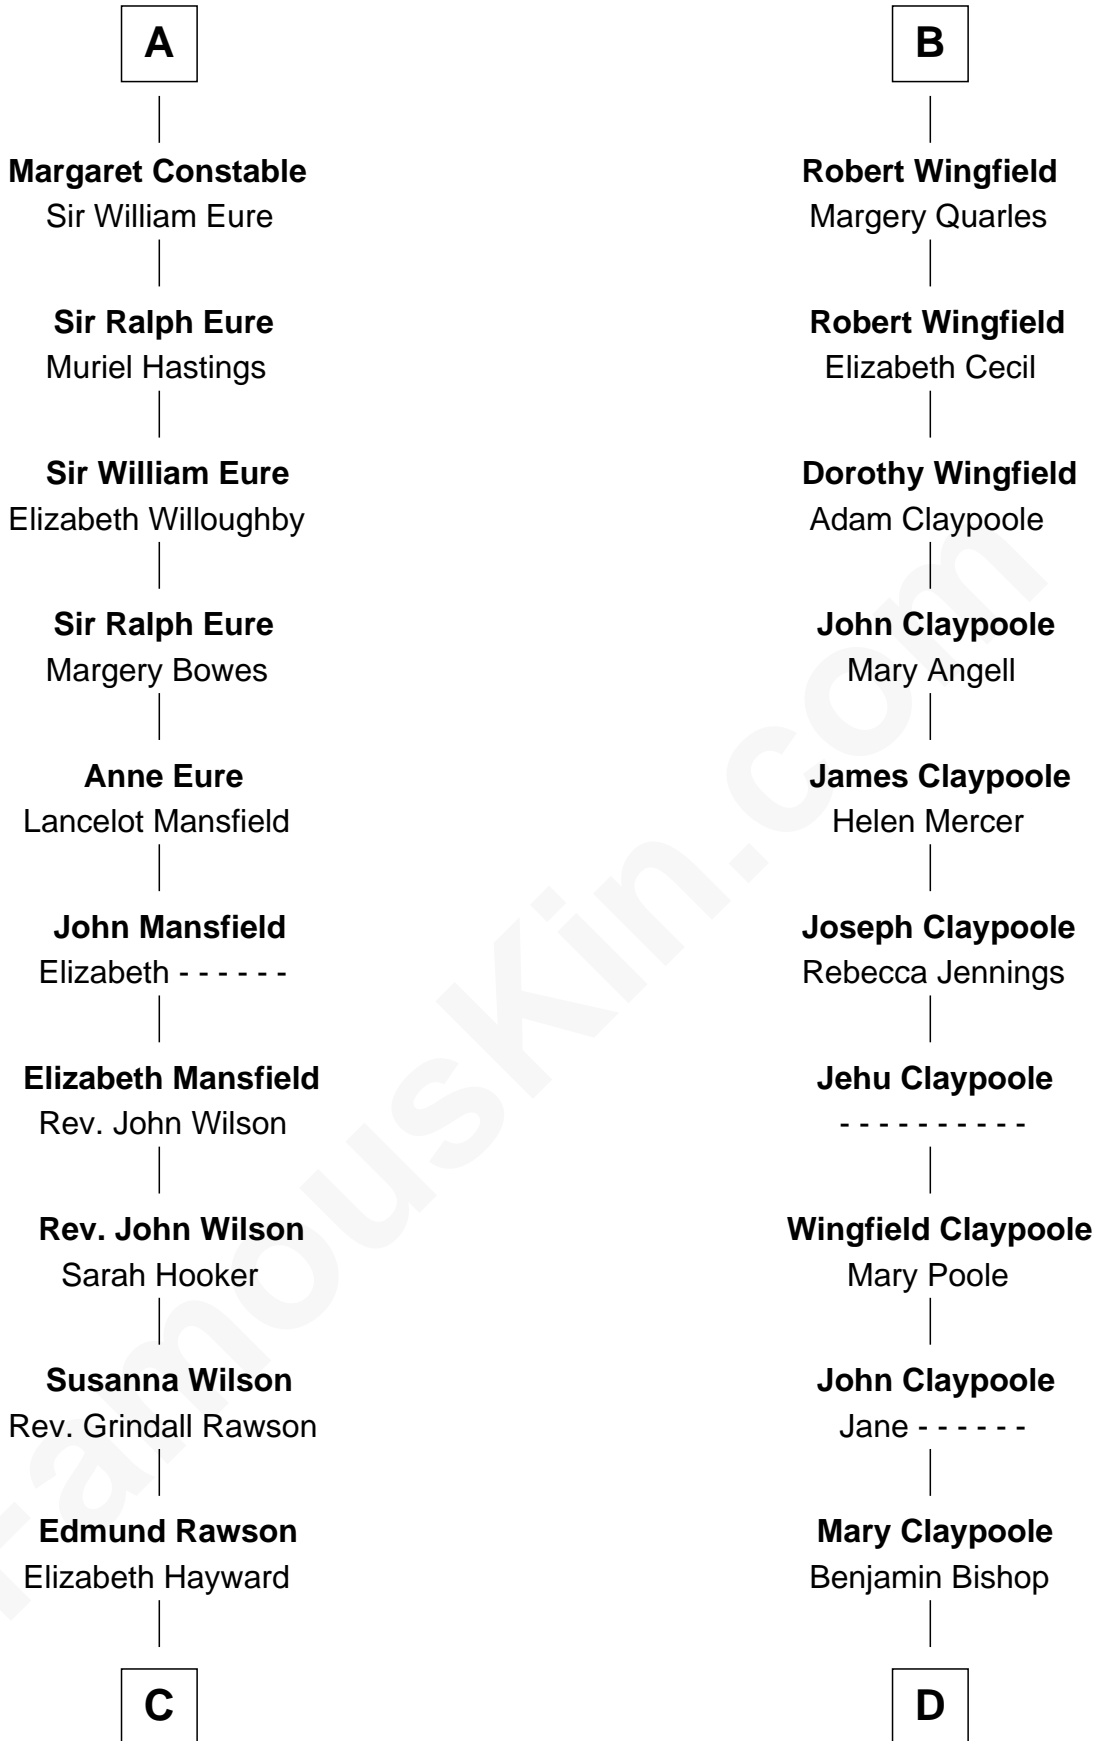 A
Margaret Constable
Sir William Eure
Sir Ralph Eure
Muriel Hastings
Sir William Eure
Elizabeth Willoughby
Sir Ralph Eure
Margery Bowes
Anne Eure
Lancelot Mansfield
John Mansfield
Elizabeth - - - - - -
Elizabeth Mansfield
Rev. John Wilson
Rev. John Wilson
Sarah Hooker
Susanna Wilson
Rev. Grindall Rawson
Edmund Rawson
Elizabeth Hayward
C
B
Robert Wingfield
Margery Quarles
Robert Wingfield
Elizabeth Cecil
Dorothy Wingfield
Adam Claypoole
John Claypoole
Mary Angell
James Claypoole
Helen Mercer
Joseph Claypoole
Rebecca Jennings
Jehu Claypoole
- - - - - - - - - -
Wingfield Claypoole
Mary Poole
John Claypoole
Jane - - - - - -
Mary Claypoole
Benjamin Bishop
D
FamousKin.com